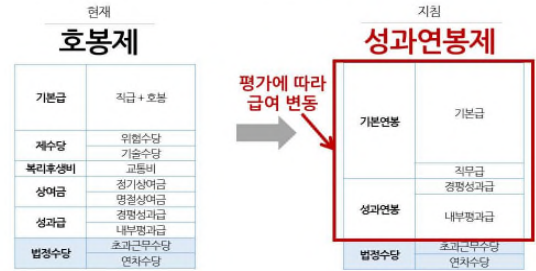 현재
호봉제
기본급
직급 + 호봉
제수당
위험수당
기술수당
복리후생비
교통비
상여금
정기상여금
명절상여금
성과급
경평성과급
내부평과급
법정수당
초과근무수당
연차수당
평가에 따라
급여 변동
지침
성과연봉제
기본연봉
기본급
직무급
성과연봉
경평성과급
내부평과급
법정수당
초과근무수당
연차수당